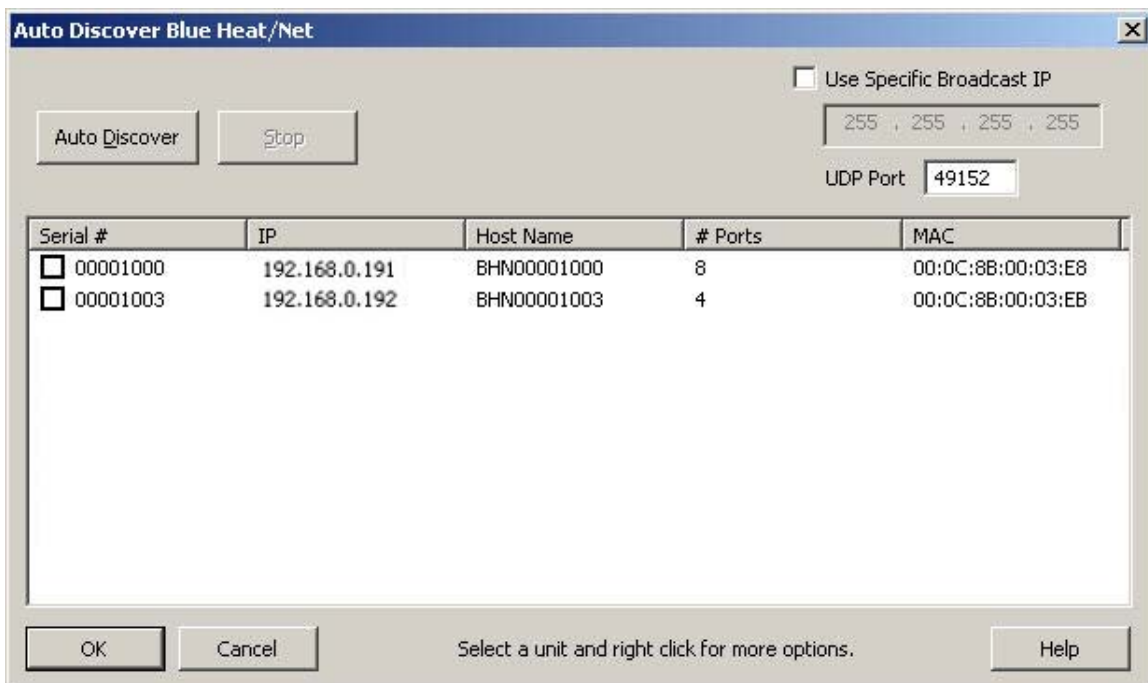 Auto Discover Blue Heat/Net
Use Specific Broadcast IP
Auto Discover Stop
255 . 255 . 255 . 255
UDP Port 49152
Serial # IP Host Name # Ports MAC
00001000 192.168.0.191 BHN00001000 8 00:0C:8B:00:03:E8
00001003 192.168.0.192 BHN00001003 4 00:0C:8B:00:03:EB
OK Cancel Select a unit and right click for more options. Help